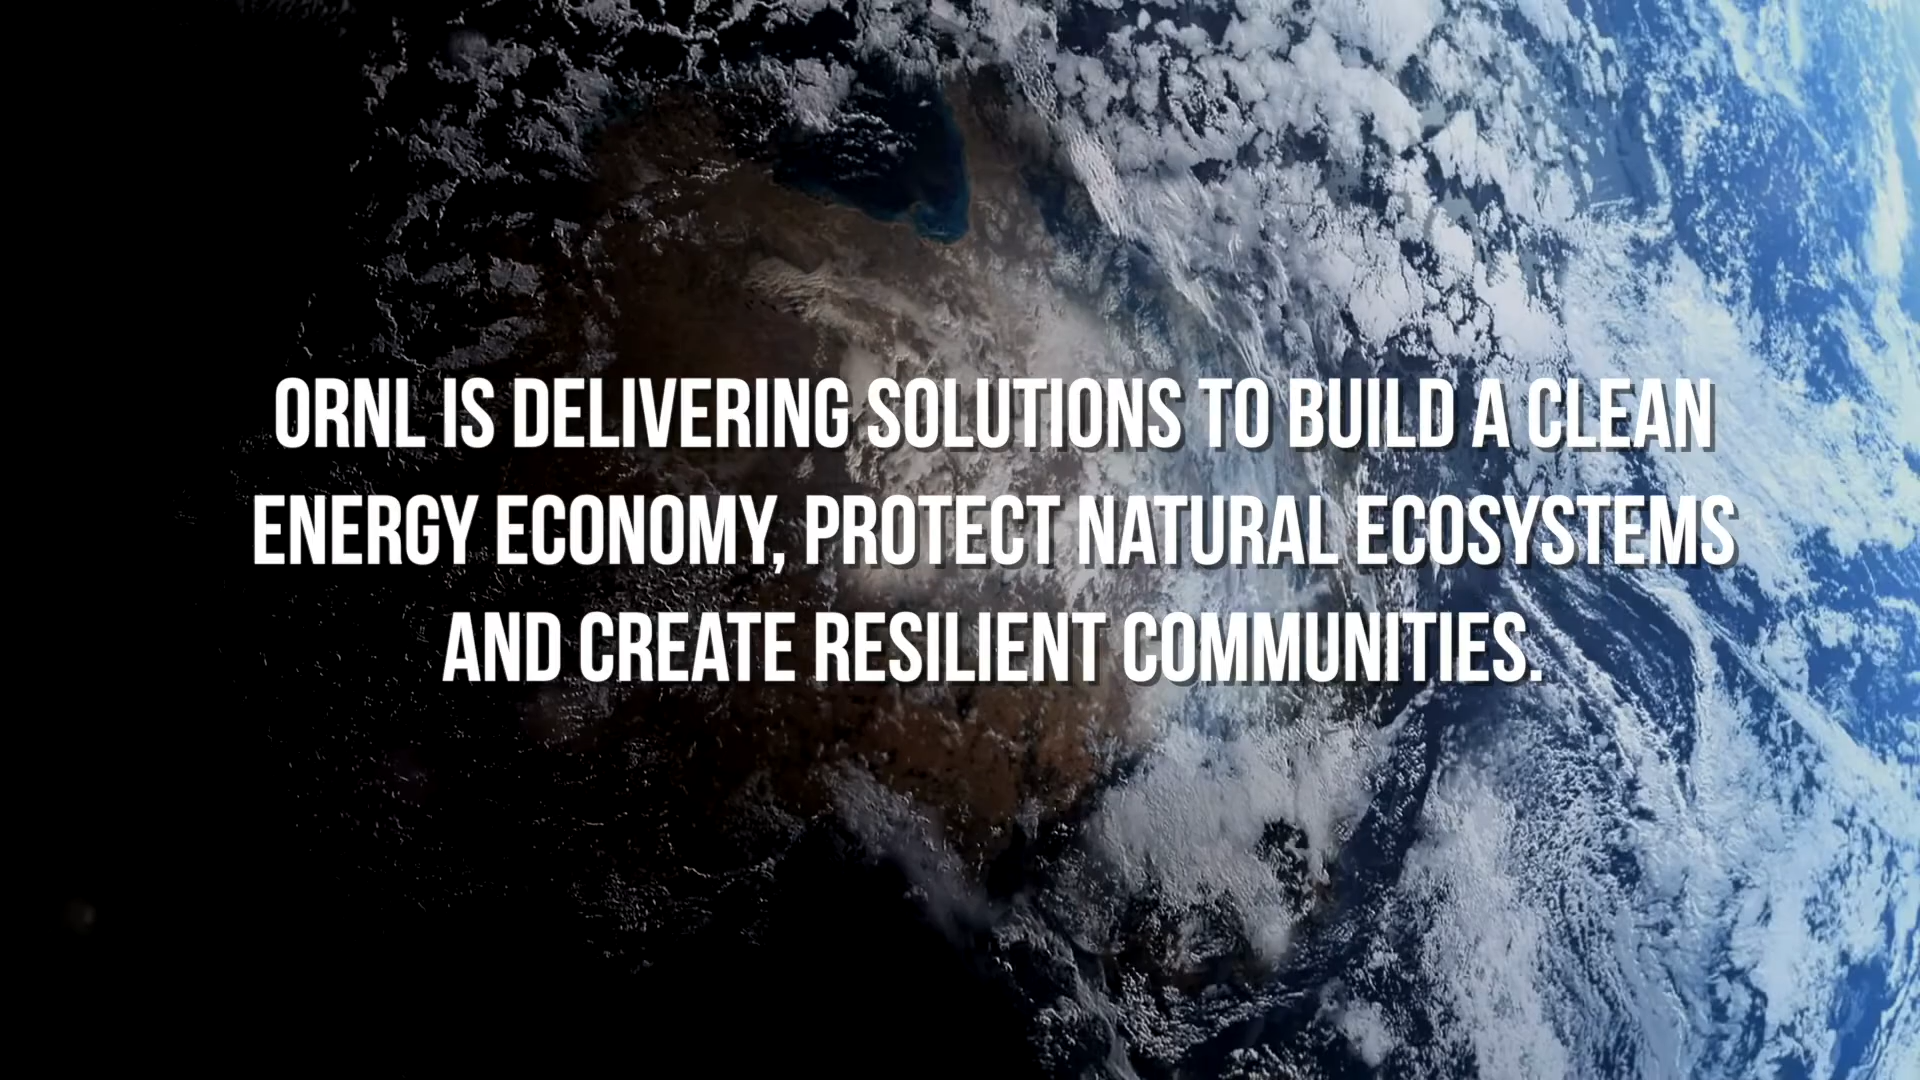 ORNL IS DELIVERING SOLUTIONS TO BUILD A CLEAN
ENERGY ECONOMY, PROTECT NATURAL ECOSYSTEMS
AND CREATE RESILIENT COMMUNITIES.